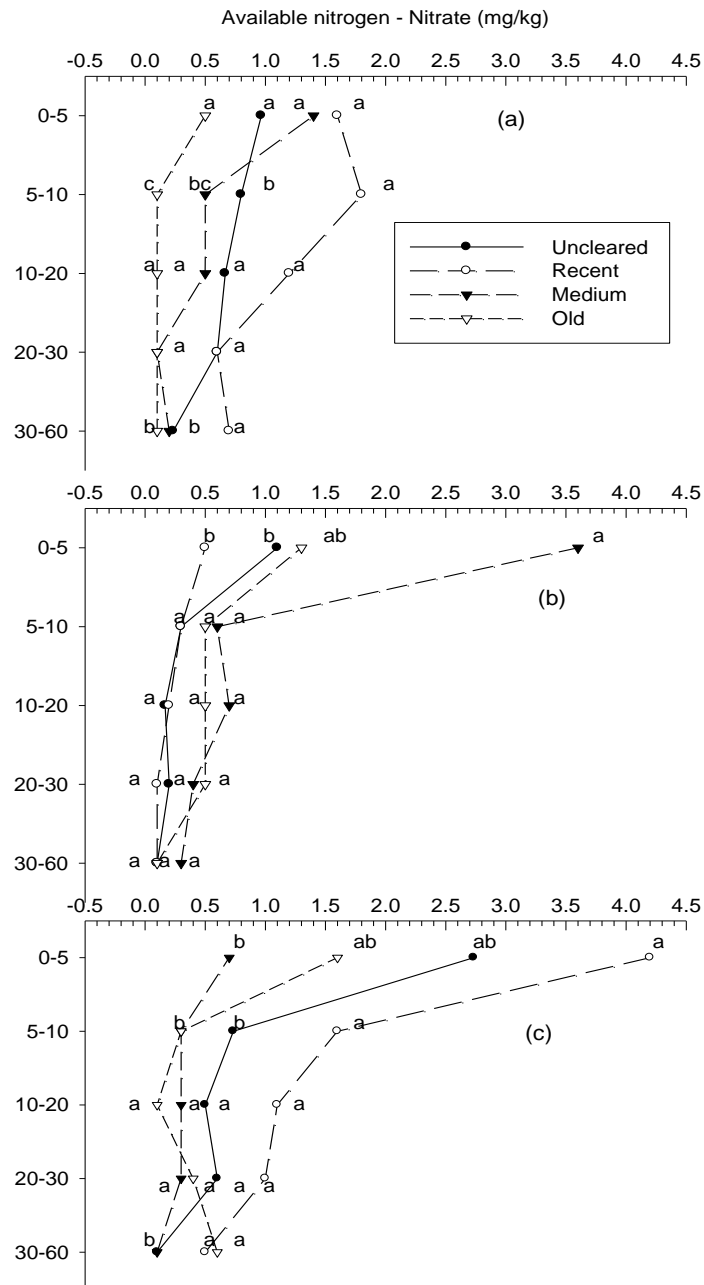 Available nitrogen - Nitrate (mg/kg)
-0.5 0.0 0.5 1.0 1.5 2.0 2.5 3.0 3.5 4.0 4.5
0-5 a a a a (a)
5-10 c bc b a
Uncleared
Recent
10-20 a a a a
Medium
Old
20-30 a a
30-60 b b a
-0.5 0.0 0.5 1.0 1.5 2.0 2.5 3.0 3.5 4.0 4.5
0-5 b b ab a
(b)
5-10 a a a
10-20 a a a
20-30 a a a
30-60 a a a
-0.5 0.0 0.5 1.0 1.5 2.0 2.5 3.0 3.5 4.0 4.5
0-5 b ab ab a
5-10 b b a (c)
10-20 a a a a
20-30 a a a a
30-60 b a a